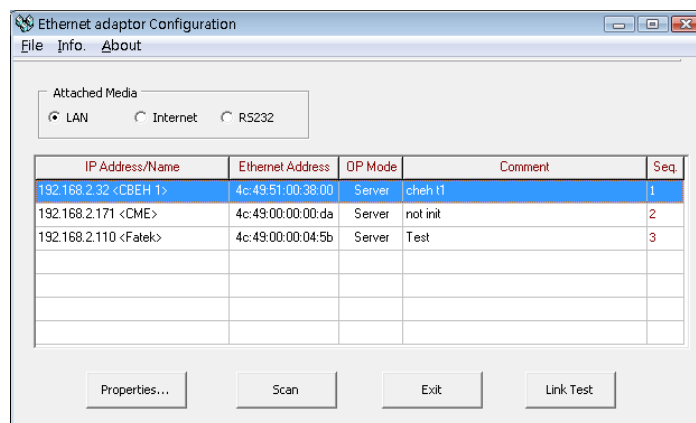 Ethernet adaptor Configuration
File Info. About
Attached Media
LAN Internet RS232
IP Address/Name Ethernet Address OP Mode Comment Seq.
192.168.2.32 <CBEH 1> 4c:49:51:00:38:00 Server cheh t1 1
192.168.2.171 <CME> 4c:49:00:00:00:da Server not init 2
192.168.2.110 <Fatek> 4c:49:00:00:04:5b Server Test 3
Properties... Scan Exit Link Test